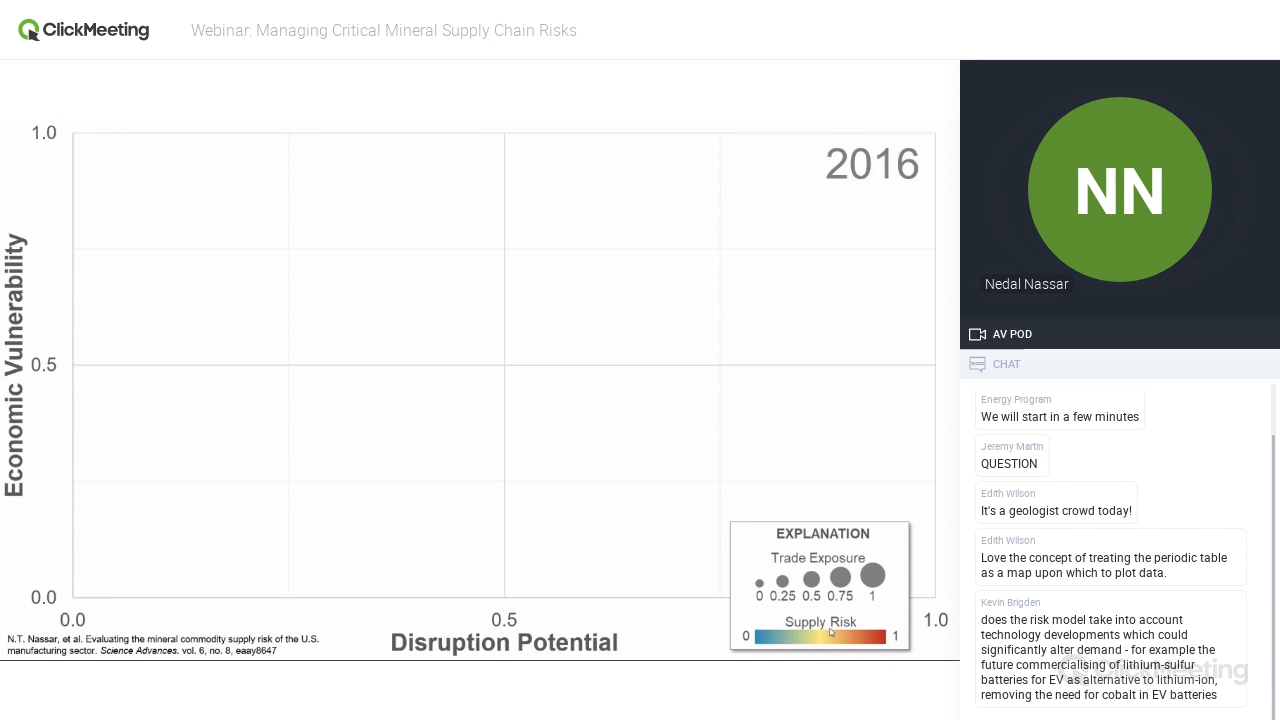 ClickMeeting
Webinar: Managing Critical Mineral Supply Chain Risks
1.0
2016
Economic Vulnerability
0.5
0.0
EXPLANATION
Trade Exposure
0 0.25 0.5 0.75 1
Supply Risk
0 1
0.0 0.5 1.0
Disruption Potential
N.T. Nassar, et al. Evaluating the mineral commodity supply risk of the U.S.
manufacturing sector. Science Advances. vol. 6, no. 8, eaay8647
NN
Nedal Nassar
AV POD
CHAT
Energy Program
We will start in a few minutes
Jeremy Martin
QUESTION
Edith Wilson
It's a geologist crowd today!
Edith Wilson
Love the concept of treating the periodic table
as a map upon which to plot data.
Kevin Brigden
does the risk model take into account
technology developments which could
significantly alter demand - for example the
future commercialising of lithium-sulfur
batteries for EV as alternative to lithium-ion,
removing the need for cobalt in EV batteries
ClickMeeting